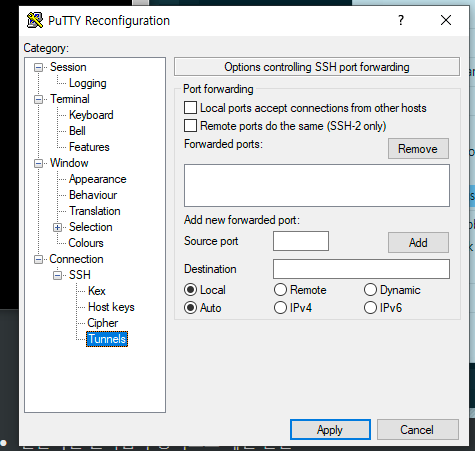 PuTTY Reconfiguration
?
Category:
Session
Logging
Terminal
Keyboard
Bell
Features
Window
Appearance
Behaviour
Translation
Selection
Colours
Connection
SSH
Kex
Host keys
Cipher
Tunnels
Options controlling SSH port forwarding
Port forwarding
Local ports accept connections from other hosts
Remote ports do the same (SSH-2 only)
Forwarded ports:
Remove
Add new forwarded port:
Source port
Add
Destination
Local Remote Dynamic
Auto IPv4 IPv6
Apply
Cancel